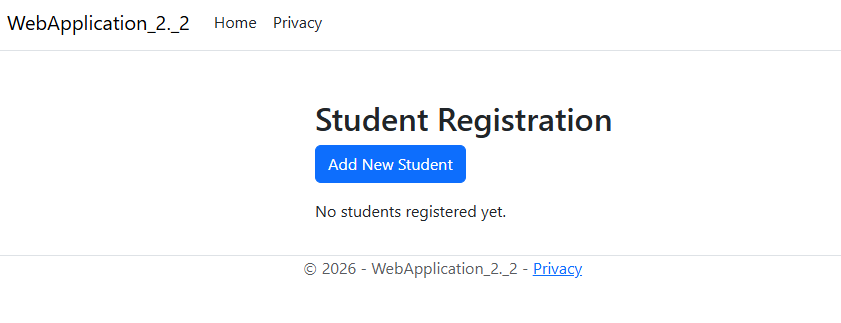 WebApplication_2._2 Home Privacy
Student Registration
Add New Student
No students registered yet.
© 2026 - WebApplication_2._2 - Privacy